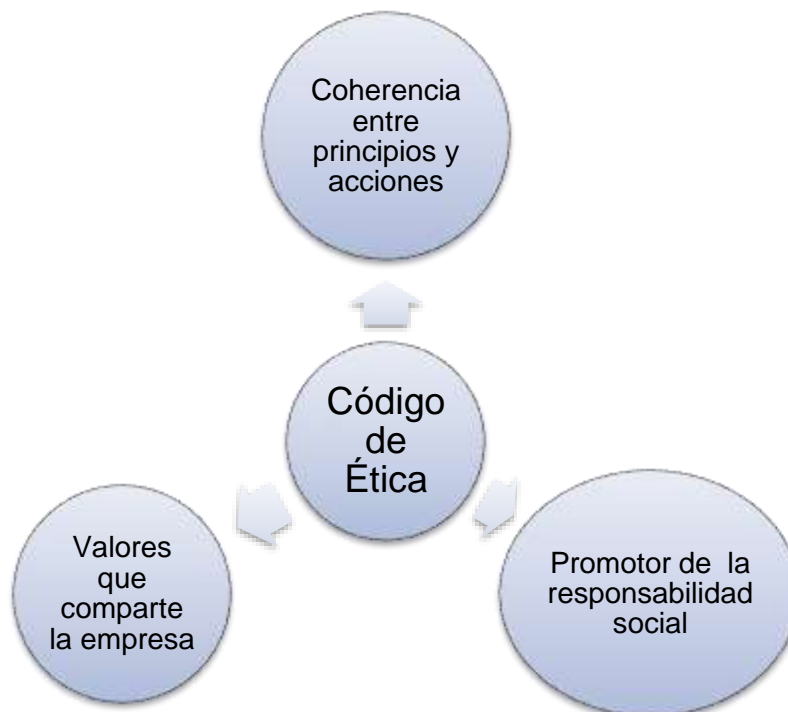 Coherencia
entre
principios y
acciones
Código
de
Ética
Valores
que
comparte
la empresa
Promotor de  la
responsabilidad
social